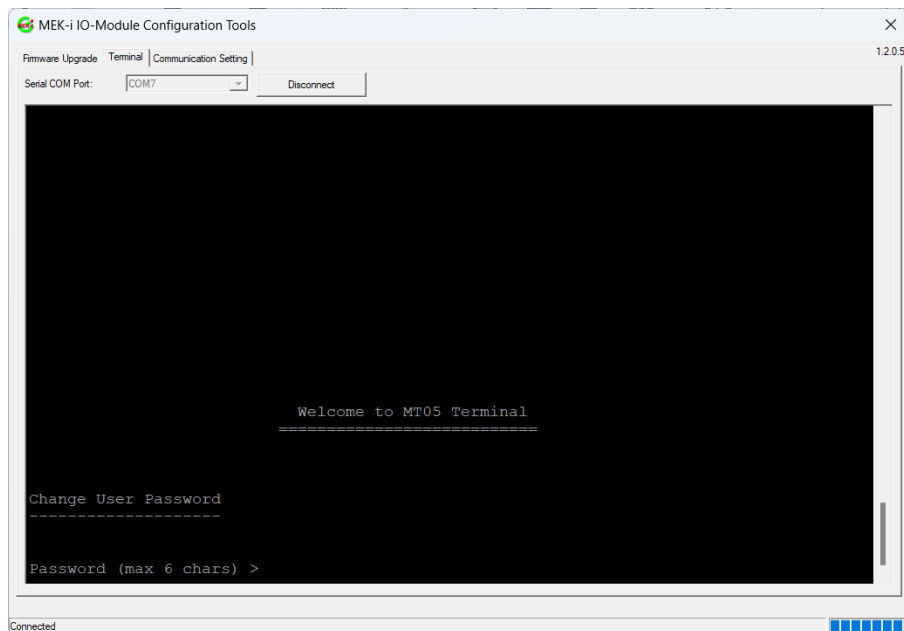 MEK-i IO-Module Configuration Tools
1.2.0.5
Firmware Upgrade Terminal Communication Setting
Serial COM Port: COM7 Disconnect
Welcome to MT05 Terminal
===========================
Change User Password
--------------------
Password (max 6 chars) >
Connected